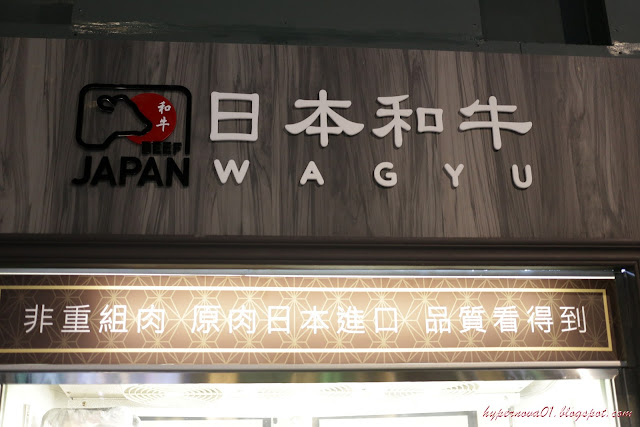 和牛
BEEF
JAPAN
日本和牛
WAGYU
非重組肉 原肉日本進口 品質看得到
hypernova01.blogspot.com